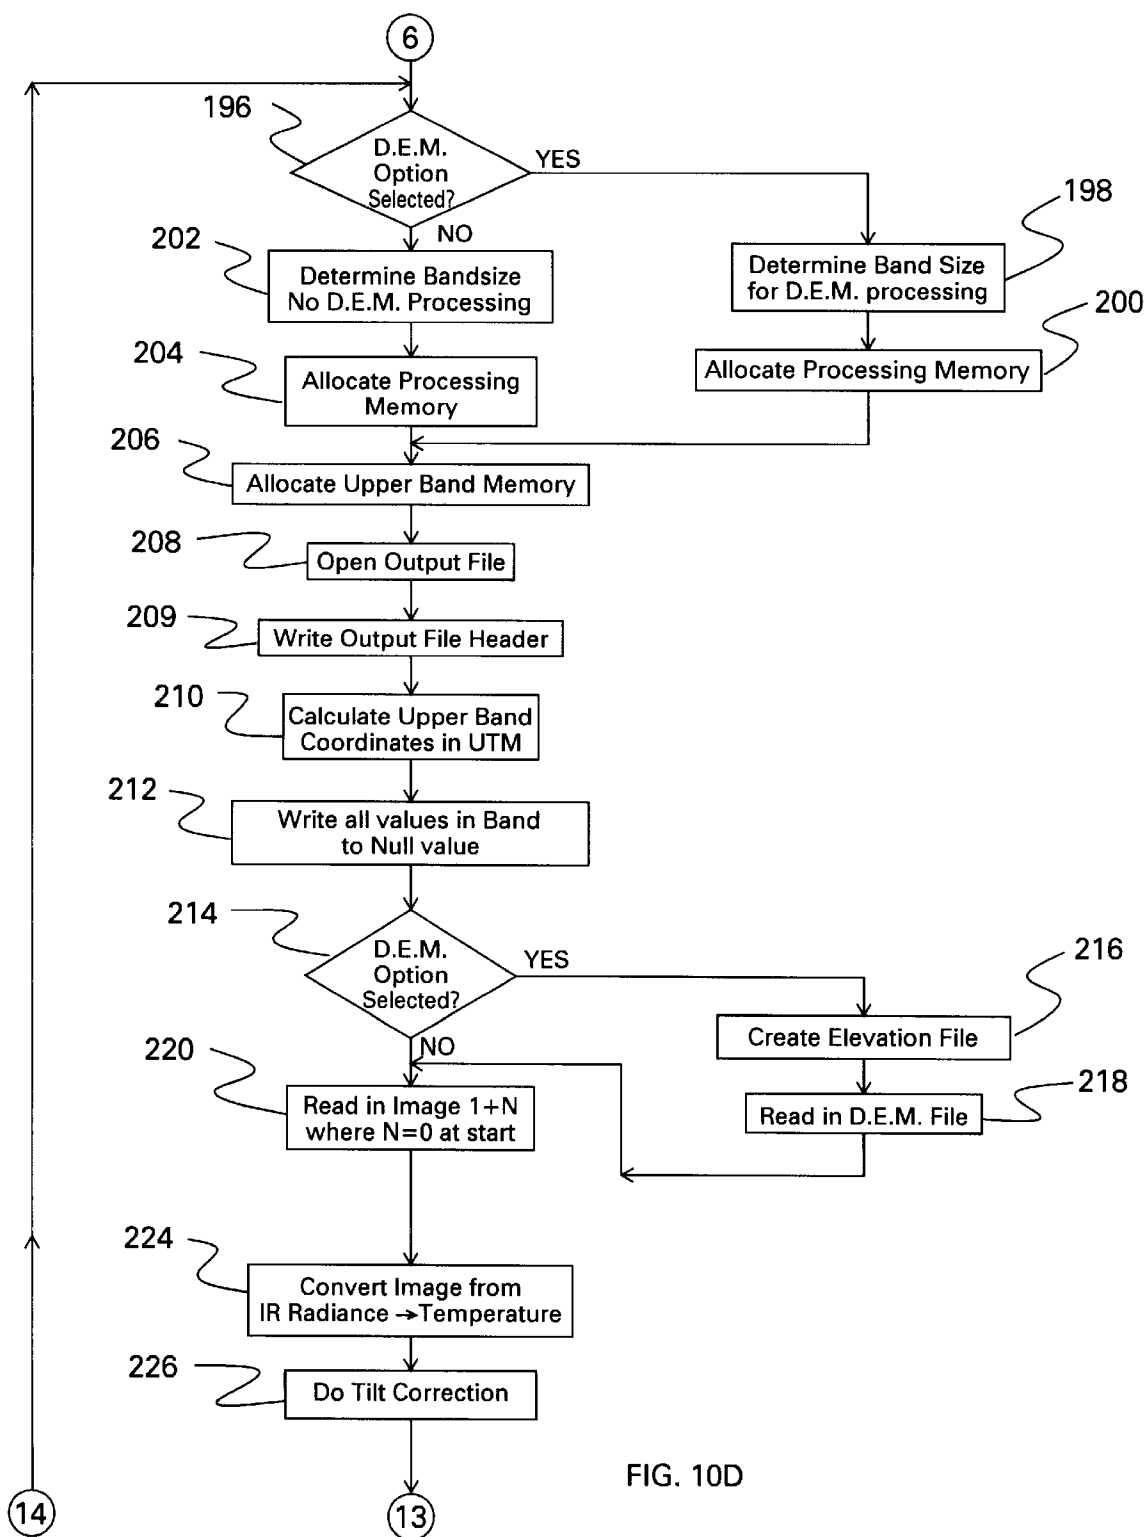 6
196
D.E.M.
Option
Selected?
YES
NO
198
202
Determine Bandsize
No D.E.M. Processing
Determine Band Size
for D.E.M. processing
200
204
Allocate Processing
Memory
Allocate Processing Memory
206
Allocate Upper Band Memory
208
Open Output File
209
Write Output File Header
210
Calculate Upper Band
Coordinates in UTM
212
Write all values in Band
to Null value
214
D.E.M.
Option
Selected?
YES
NO
216
Create Elevation File
220
Read in Image 1+N
where N=0 at start
218
Read in D.E.M. File
224
Convert Image from
IR Radiance →Temperature
226
Do Tilt Correction
FIG. 10D
14
13